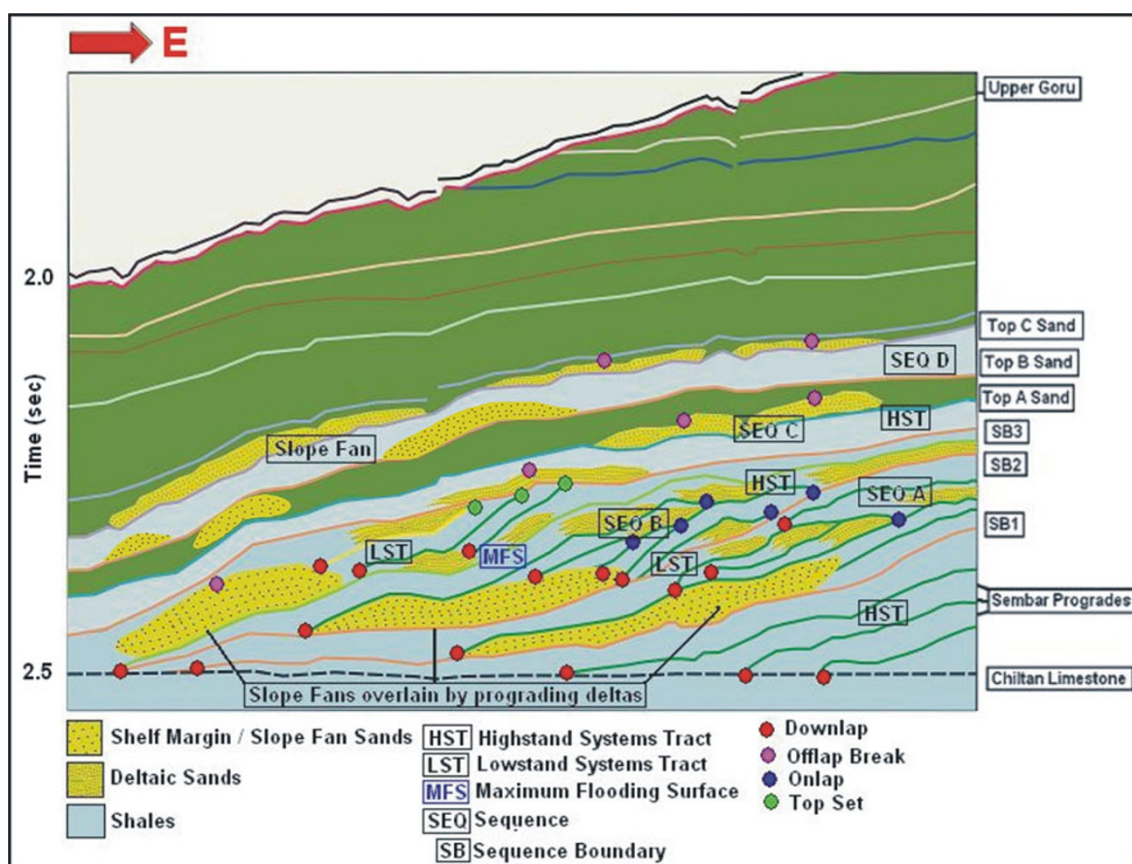 E
Upper Goru
2.0
Top C Sand
SEQ D
Top B Sand
Top A Sand
HST
SEQ C
Slope Fan
SB3
SB2
HST
SEQ A
SEQ B
LST
MFS
LST
SB1
Time (sec)
Sembar Progrades
HST
2.5
Chiltan Limestone
Slope Fans overlain by prograding deltas
Shelf Margin / Slope Fan Sands
Deltaic Sands
Shales
HST Highstand Systems Tract
LST Lowstand Systems Tract
MFS Maximum Flooding Surface
SEQ Sequence
SB Sequence Boundary
Downlap
Offlap Break
Onlap
Top Set